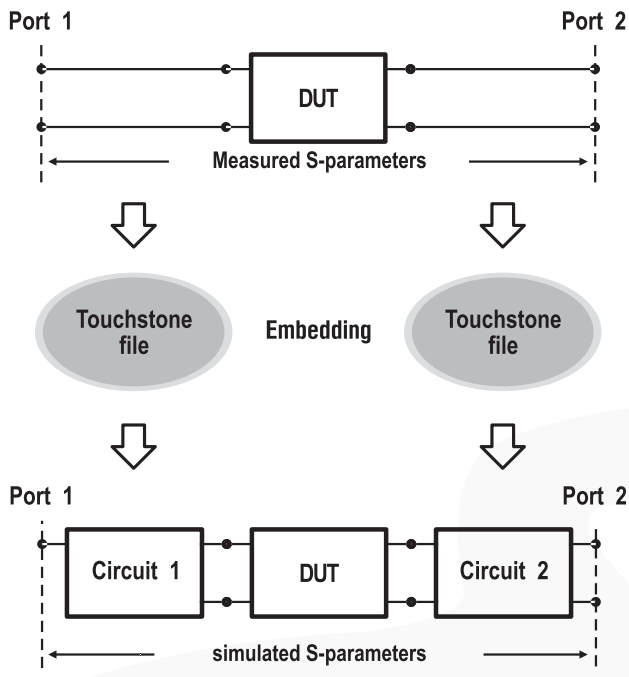 Port 1
Port 2
DUT
Measured S-parameters
Touchstone
file
Embedding
Touchstone
file
Port 1
Port 2
Circuit 1
DUT
Circuit 2
simulated S-parameters